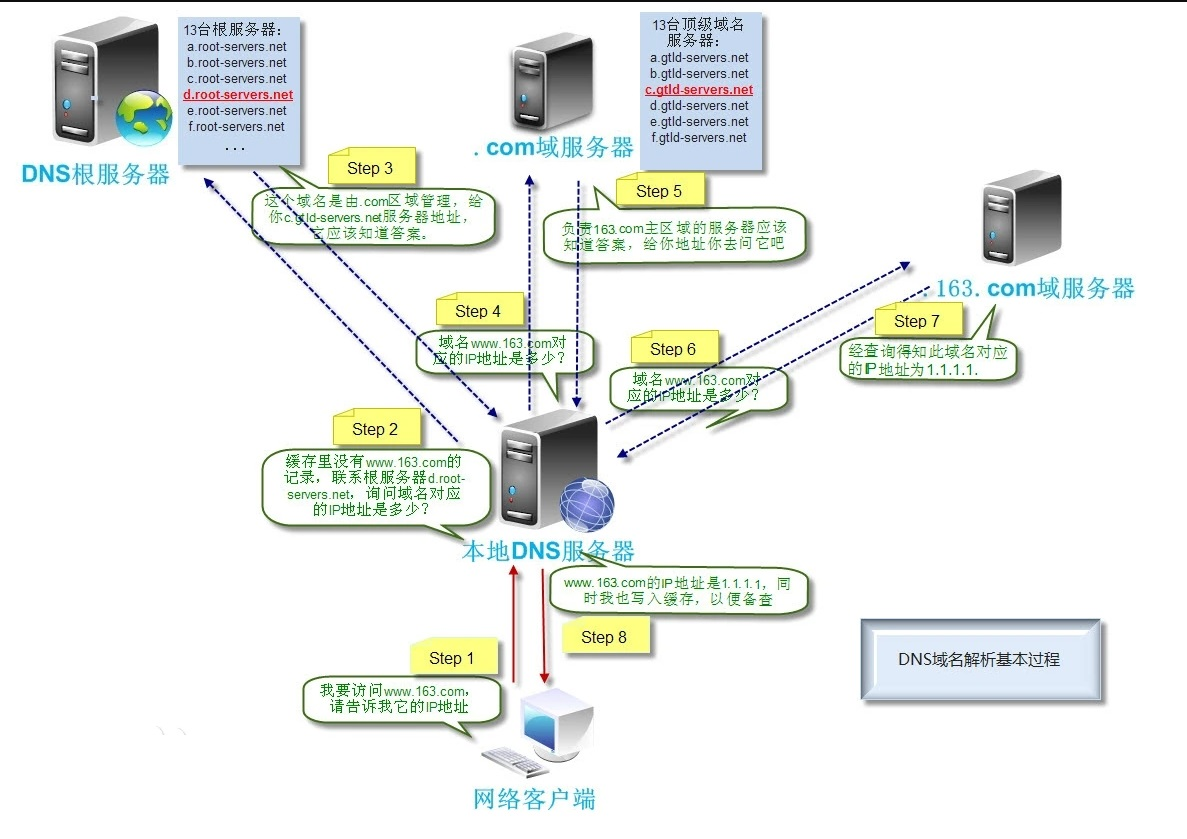 13台根服务器：
a.root-servers.net
b.root-servers.net
c.root-servers.net
d.root-servers.net
e.root-servers.net
f.root-servers.net
...
DNS根服务器
13台顶级域名
服务器：
a.gtld-servers.net
b.gtld-servers.net
c.gtld-servers.net
d.gtld-servers.net
e.gtld-servers.net
f.gtld-servers.net
.com域服务器
Step 3
这个域名是由.com区域管理，给
你c.gtld-servers.net服务器地址，
它应该知道答案。
Step 5
负责163.com主区域的服务器应该
知道答案，给你地址你去问它吧
.163.com域服务器
Step 4
域名www.163.com对
应的IP地址是多少？
Step 6
域名www.163.com对
应的IP地址是多少？
Step 7
经查询得知此域名对应
的IP地址为1.1.1.1.
Step 2
缓存里没有www.163.com的
记录，联系根服务器d.root-
servers.net，询问域名对应
的IP地址是多少？
本地DNS服务器
www.163.com的IP地址是1.1.1.1，同
时我也写入缓存，以便备查
Step 8
Step 1
我要访问www.163.com，
请告诉我它的IP地址
网络客户端
DNS域名解析基本过程